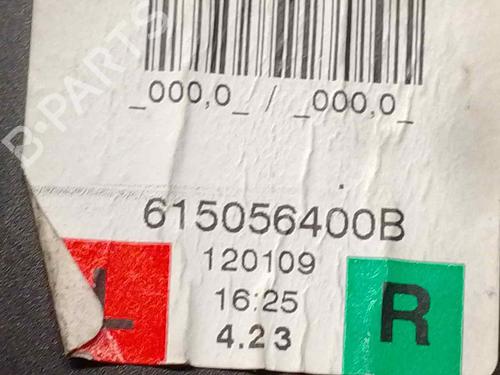 B-PARTS
_000,0_ / _000,0_
615056400B
120109
L
16:25
R
4.23